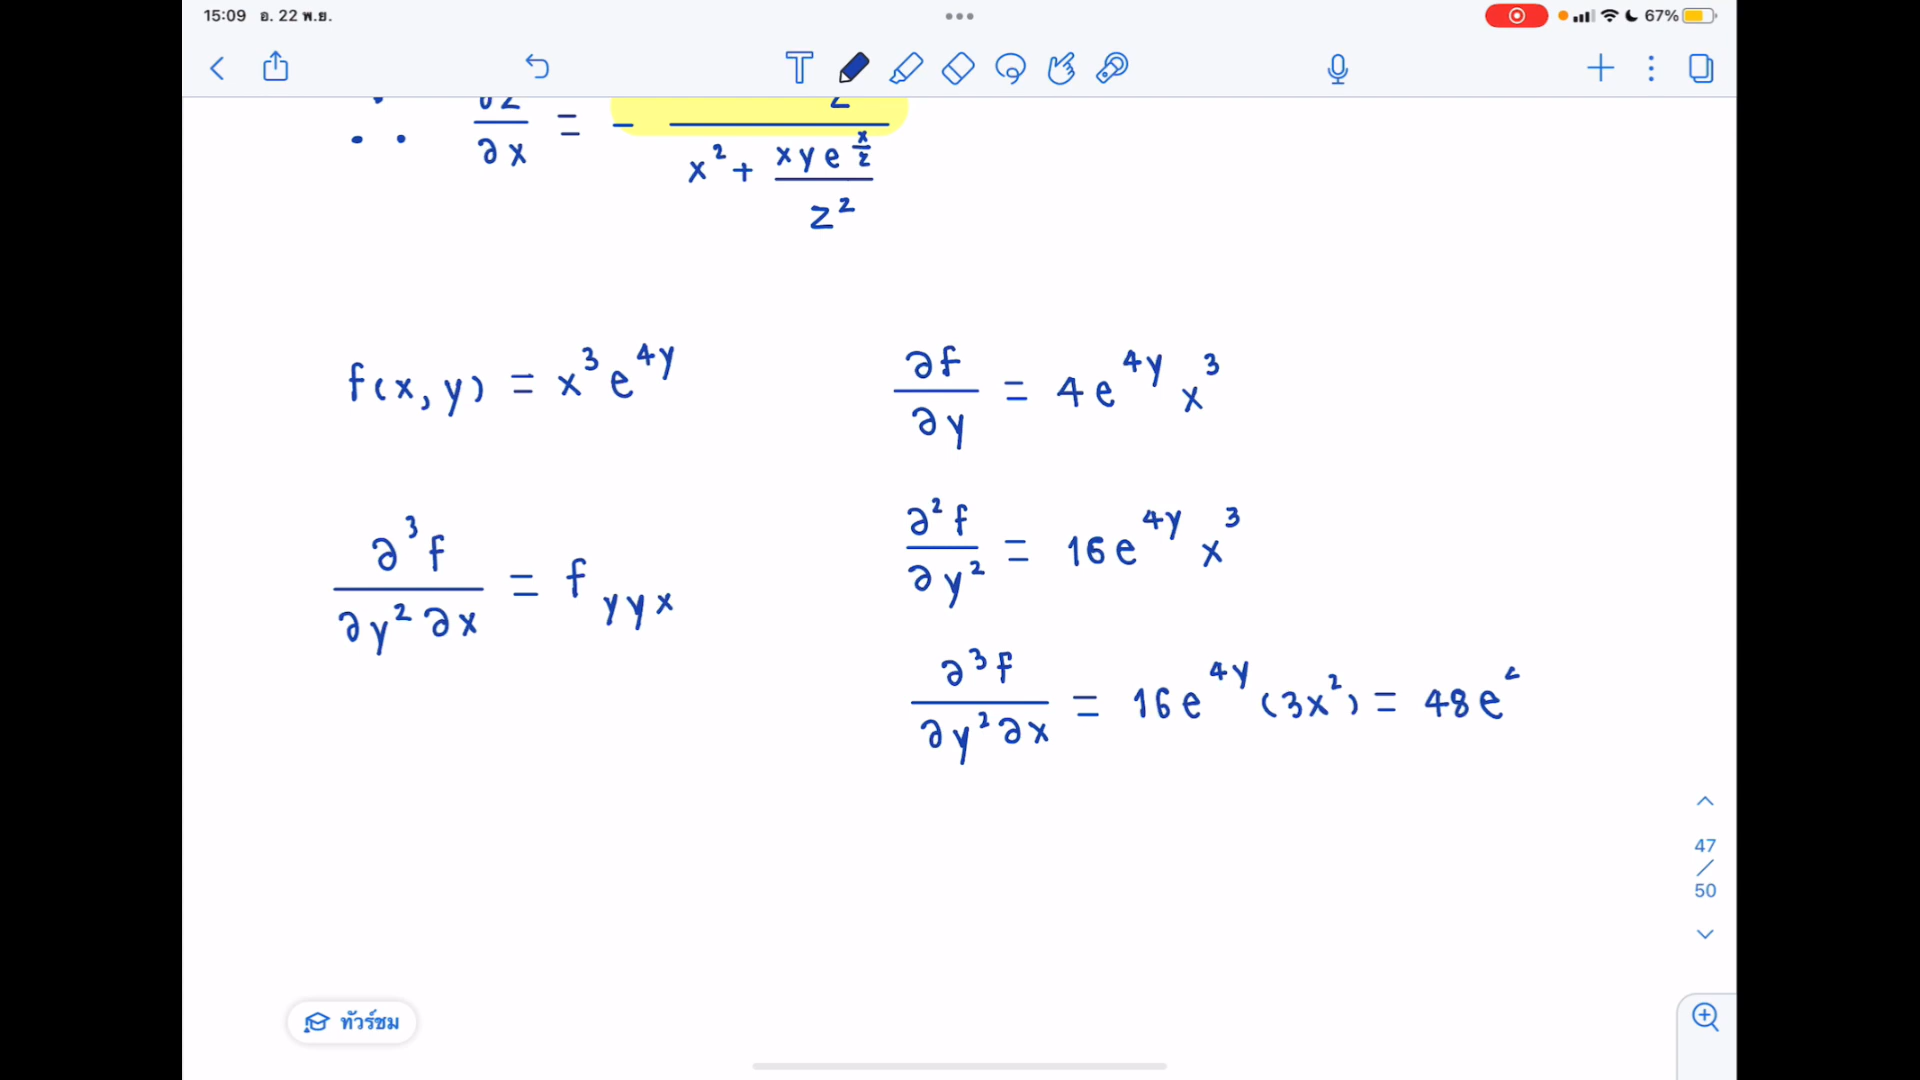 15:09 อ. 22 พ.ย. 67%
T
∂z/∂x = - z / (x² + xye^(x/z)/z²)
f(x,y) = x³e^(4y)
∂f/∂y = 4e^(4y) x³
∂²f/∂y² = 16e^(4y) x³
∂³f/∂y²∂x = f yyx
∂³f/∂y²∂x = 16e^(4y) (3x²) = 48e
47
/
50
ทัวร์ชม